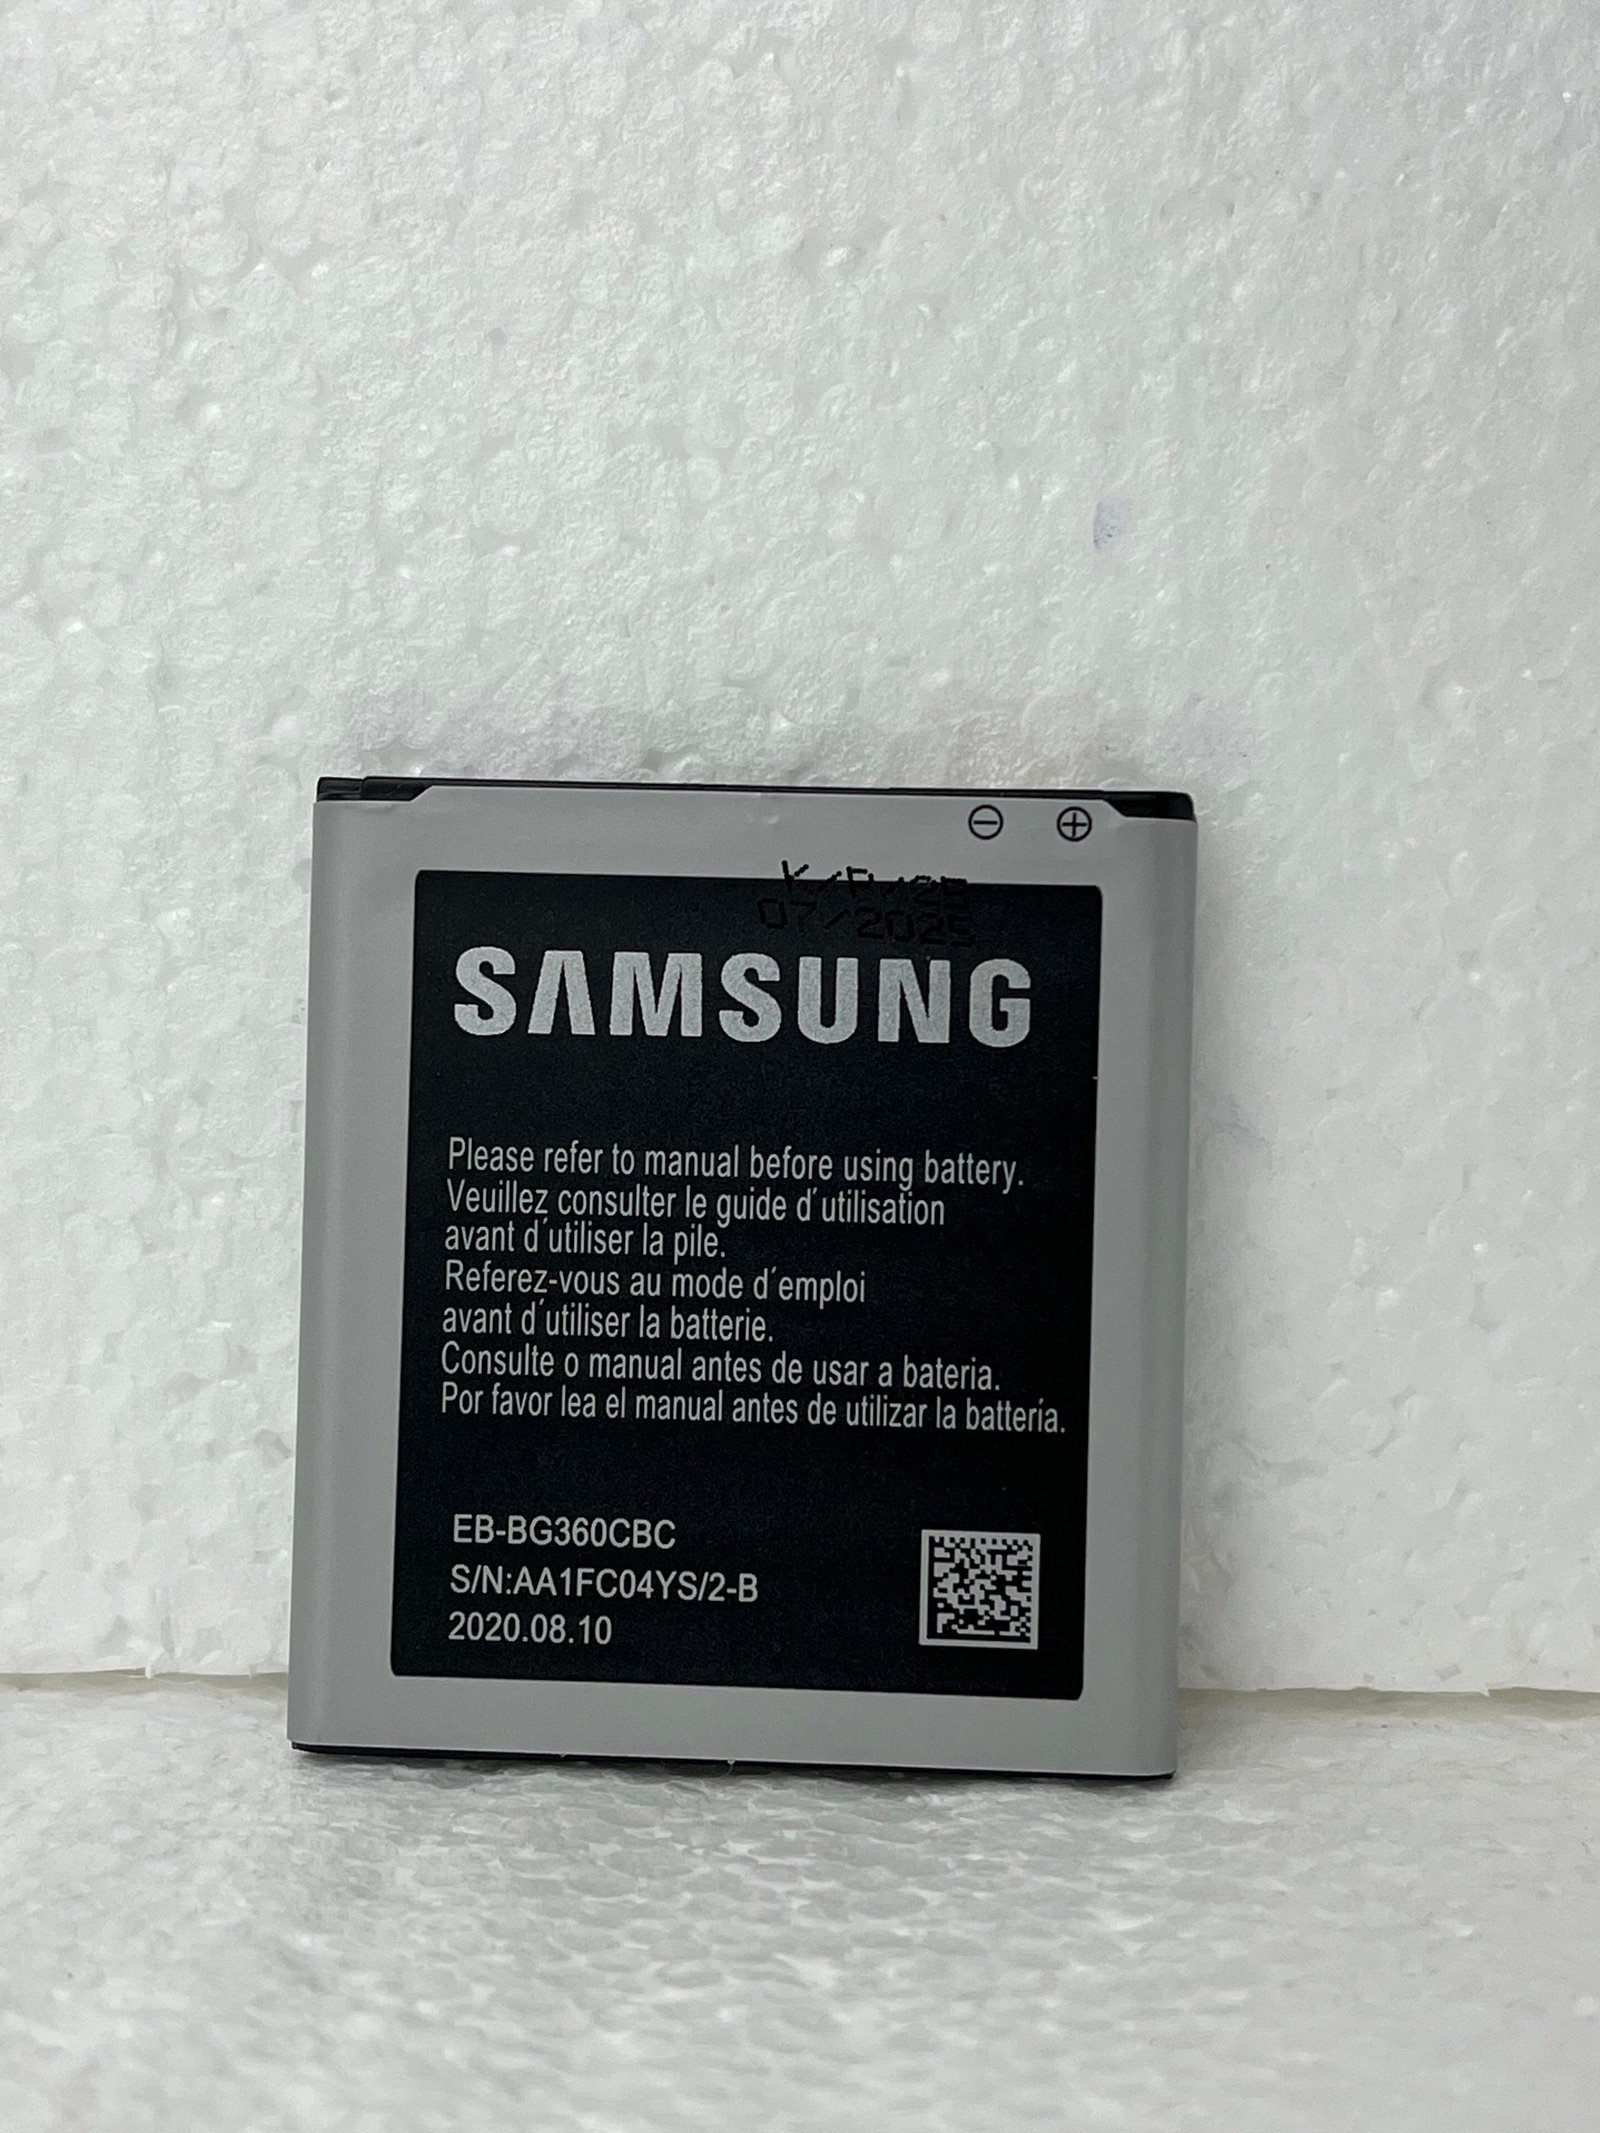 07/2025
SAMSUNG
Please refer to manual before using battery.
Veuillez consulter le guide d´utilisation
avant d´utiliser la pile.
Referez-vous au mode d´emploi
avant d´utiliser la batterie.
Consulte o manual antes de usar a bateria.
Por favor lea el manual antes de utilizar la battería.
EB-BG360CBC
S/N:AA1FC04YS/2-B
2020.08.10